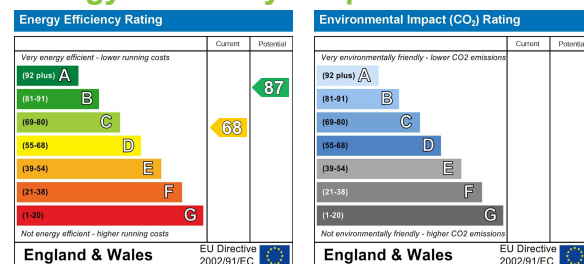 Energy Efficiency Rating
Current Potential
Very energy efficient - lower running costs
(92 plus) A
(81-91) B
87
(69-80) C
68
(55-68) D
(39-54) E
(21-38) F
(1-20) G
Not energy efficient - higher running costs
England & Wales
EU Directive
2002/91/EC
Environmental Impact (CO₂) Rating
Current Potential
Very environmentally friendly - lower CO2 emissions
(92 plus) A
(81-91) B
(69-80) C
(55-68) D
(39-54) E
(21-38) F
(1-20) G
Not environmentally friendly - higher CO2 emissions
England & Wales
EU Directive
2002/91/EC